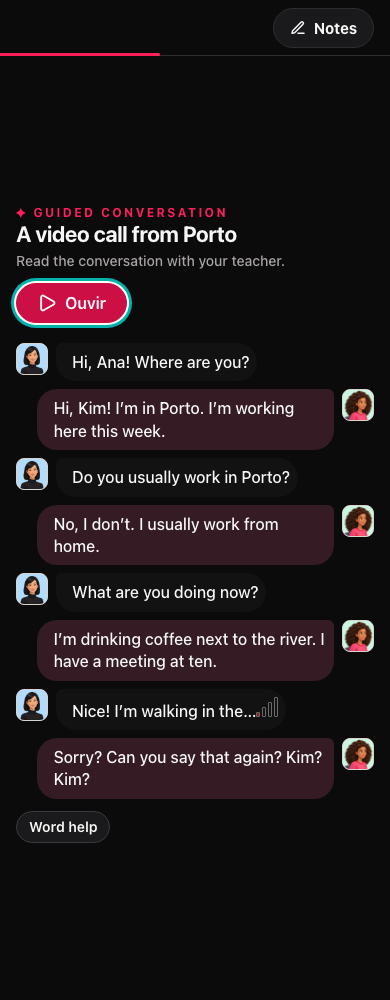 Notes
GUIDED CONVERSATION
A video call from Porto
Read the conversation with your teacher.
Ouvir
Hi, Ana! Where are you?
Hi, Kim! I’m in Porto. I’m working
here this week.
Do you usually work in Porto?
No, I don’t. I usually work from
home.
What are you doing now?
I’m drinking coffee next to the river. I
have a meeting at ten.
Nice! I’m walking in the...
Sorry? Can you say that again? Kim?
Kim?
Word help